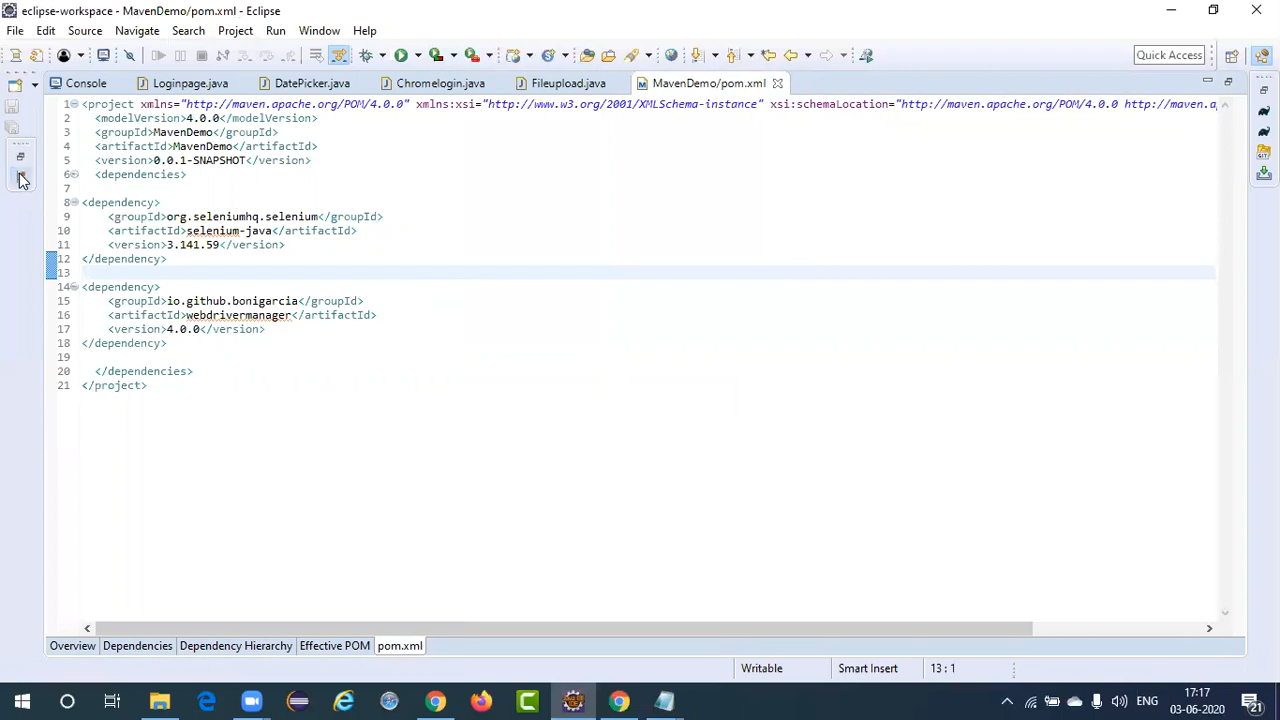 eclipse-workspace - MavenDemo/pom.xml - Eclipse
File Edit Source Navigate Search Project Run Window Help
Quick Access
Console Loginpage.java DatePicker.java Chromelogin.java Fileupload.java MavenDemo/pom.xml
1 <project xmlns="http://maven.apache.org/POM/4.0.0" xmlns:xsi="http://www.w3.org/2001/XMLSchema-instance" xsi:schemaLocation="http://maven.apache.org/POM/4.0.0 http://maven.a
2 <modelVersion>4.0.0</modelVersion>
3 <groupId>MavenDemo</groupId>
4 <artifactId>MavenDemo</artifactId>
5 <version>0.0.1-SNAPSHOT</version>
6 <dependencies>
7
8 <dependency>
9 <groupId>org.seleniumhq.selenium</groupId>
10 <artifactId>selenium-java</artifactId>
11 <version>3.141.59</version>
12 </dependency>
13
14 <dependency>
15 <groupId>io.github.bonigarcia</groupId>
16 <artifactId>webdrivermanager</artifactId>
17 <version>4.0.0</version>
18 </dependency>
19
20 </dependencies>
21 </project>
Overview Dependencies Dependency Hierarchy Effective POM pom.xml
Writable Smart Insert 13 : 1
ENG 17:17
03-06-2020 21